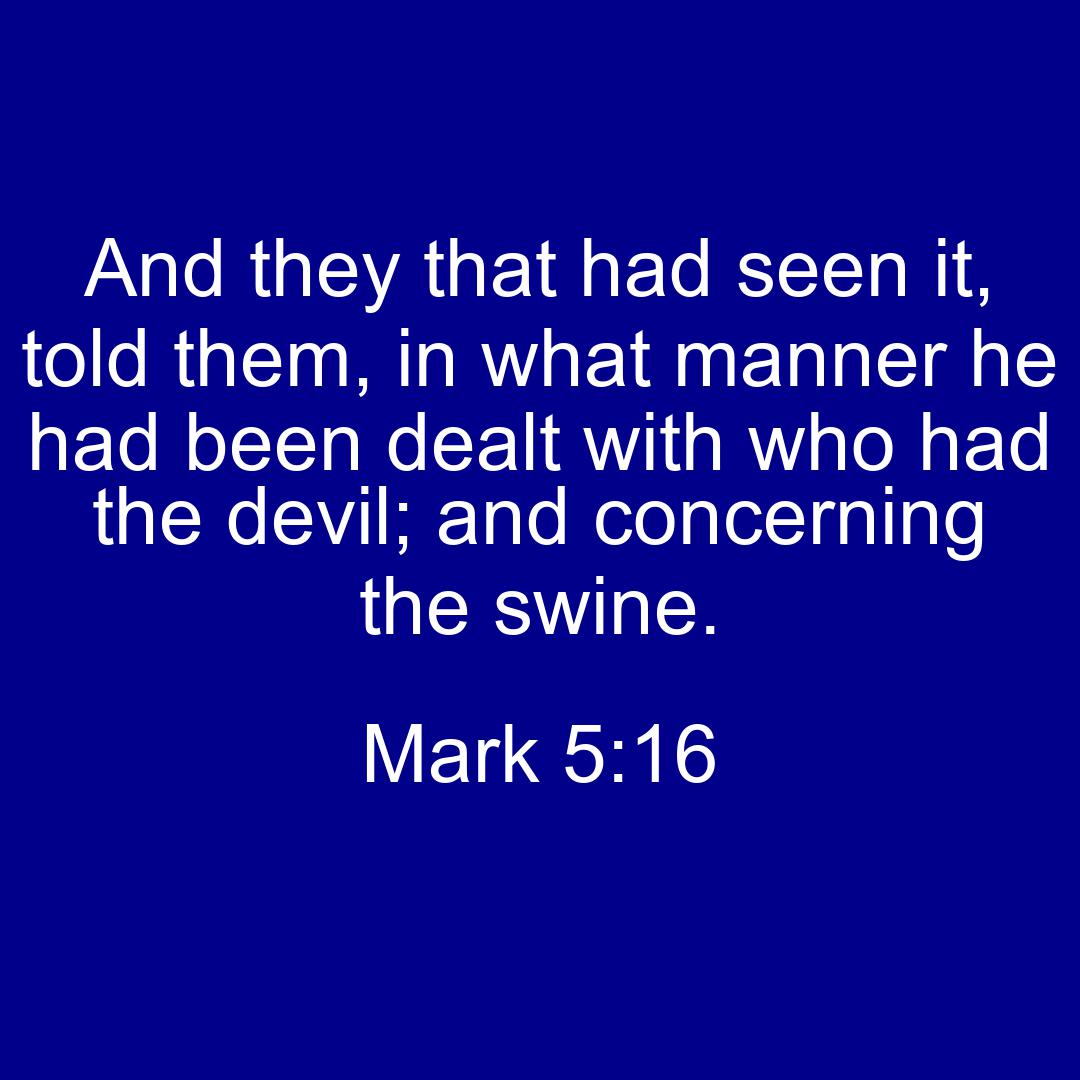 And they that had seen it,
told them, in what manner he
had been dealt with who had
the devil; and concerning
the swine.
Mark 5:16